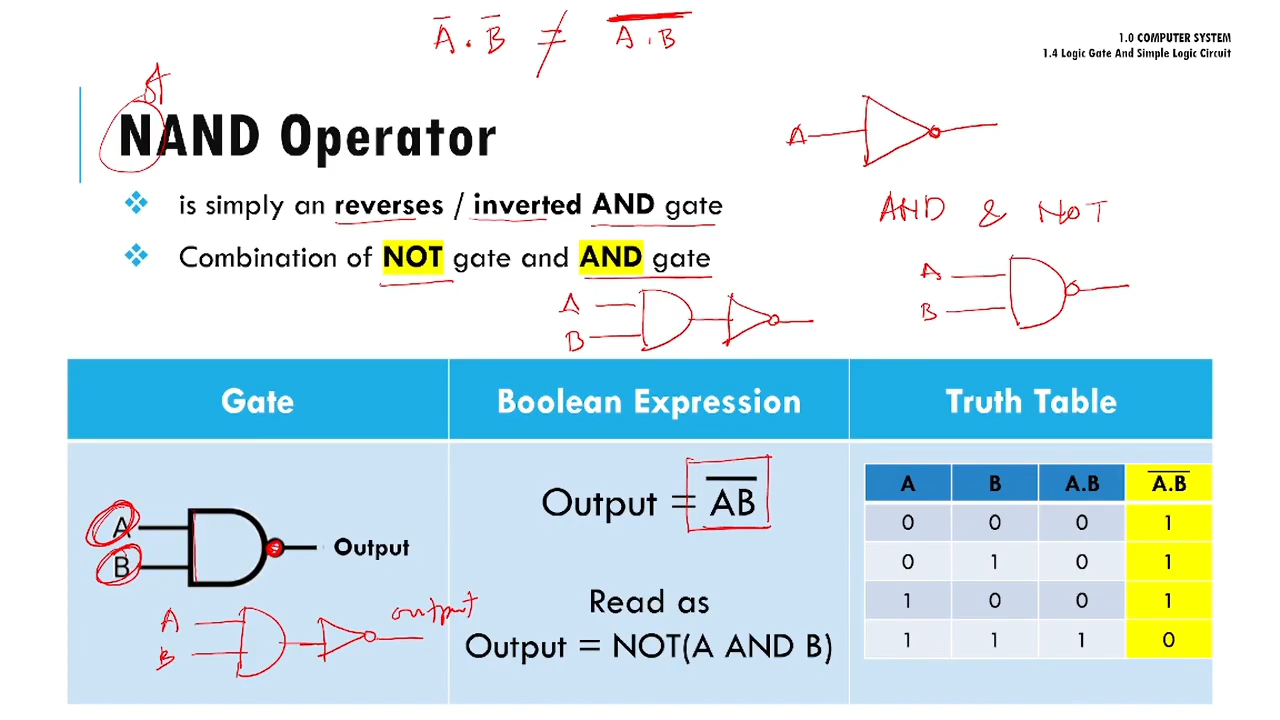 A̅ . B̅ ≠ A̅ ̅.̅ ̅B̅
1.0 COMPUTER SYSTEM
1.4 Logic Gate And Simple Logic Circuit
NAND Operator
A
❖ is simply an reverses / inverted AND gate
AND & NOT
❖ Combination of NOT gate and AND gate
A
B
A
B
Gate
Boolean Expression
Truth Table
A
B
Output
A
B
output
Output = A̅B̅
Read as
Output = NOT(A AND B)
A B A.B A̅.̅B̅
0 0 0 1
0 1 0 1
1 0 0 1
1 1 1 0